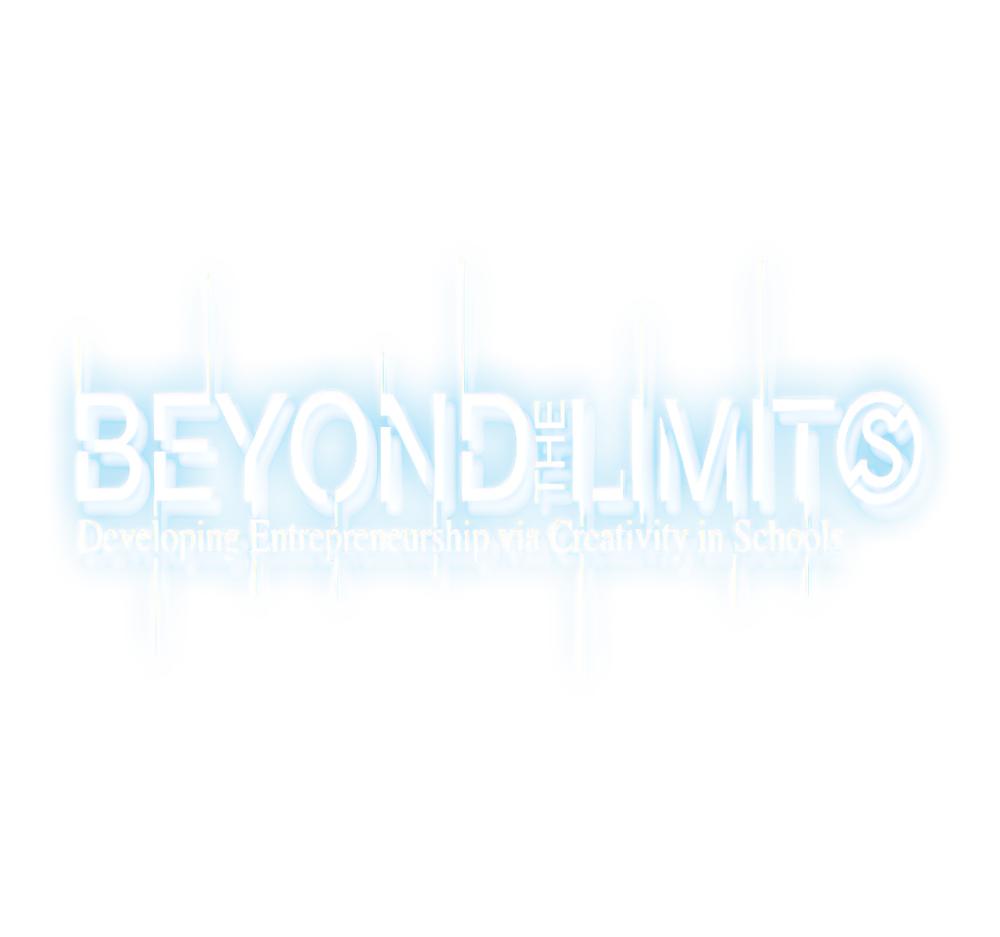 BEYOND THE LIMITS
Developing Entrepreneurship via Creativity in Schools